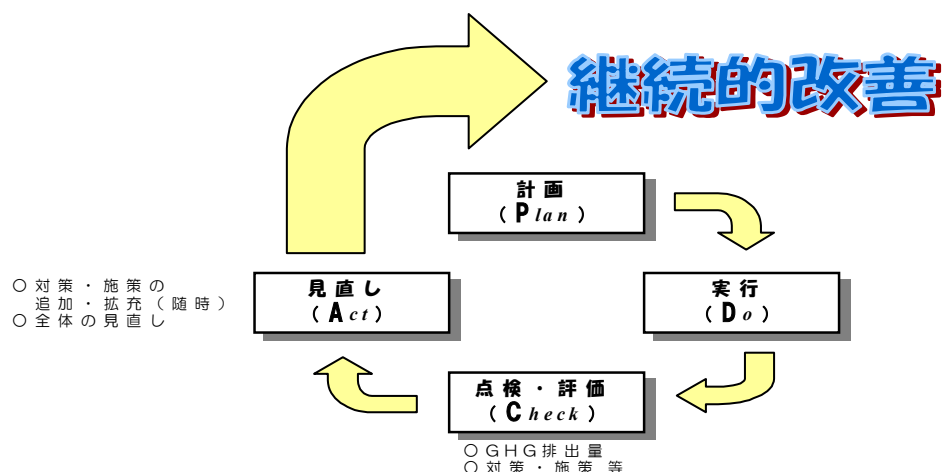 継続的改善
計画
（Plan）
見直し
（Act）
実行
（Do）
○対策・施策の
追加・拡充（随時）
○全体の見直し
点検・評価
（Check）
○GHG排出量
○対策・施策 等